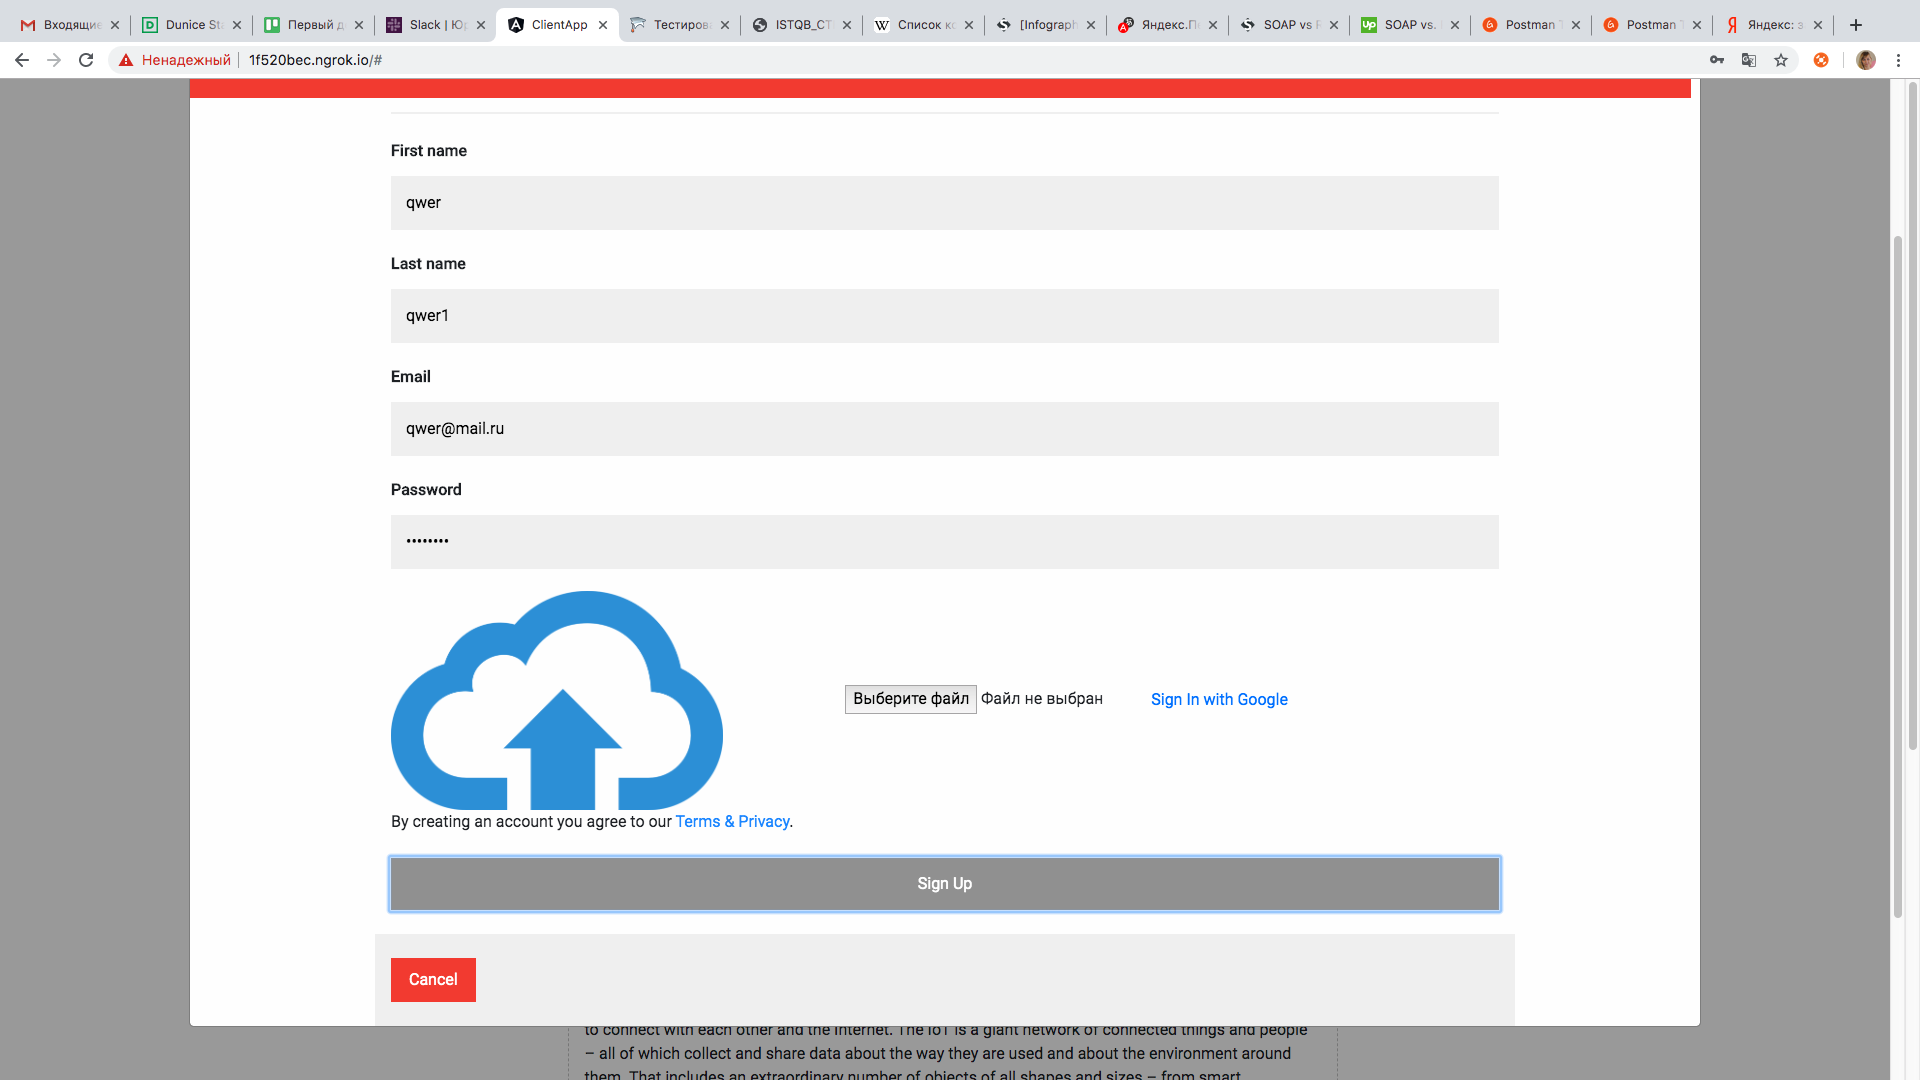 Входящие
Dunice St
Первый д
Slack | Юр
ClientApp
Тестирова
ISTQB_CT
Список ко
[Infograph
Яндекс.П
SOAP vs R
SOAP vs.
Postman T
Postman T
Яндекс: з
Ненадежный
1f520bec.ngrok.io/#
First name
qwer
Last name
qwer1
Email
qwer@mail.ru
Password
••••••••
Выберите файл Файл не выбран
Sign In with Google
By creating an account you agree to our Terms & Privacy.
Sign Up
Cancel
to connect with each other and the Internet. The IoT is a giant network of connected things and people
– all of which collect and share data about the way they are used and about the environment around
them. That includes an extraordinary number of objects of all shapes and sizes – from smart